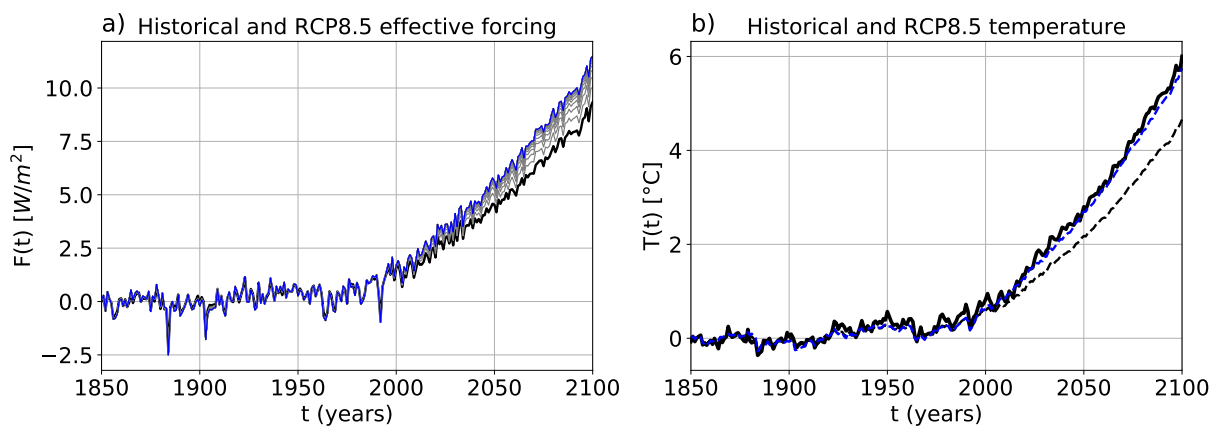 a) Historical and RCP8.5 effective forcing
10.0
7.5
5.0
2.5
0.0
−2.5
F(t) [W/m²]
1850 1900 1950 2000 2050 2100
t (years)
b) Historical and RCP8.5 temperature
6
4
2
0
T(t) [°C]
1850 1900 1950 2000 2050 2100
t (years)